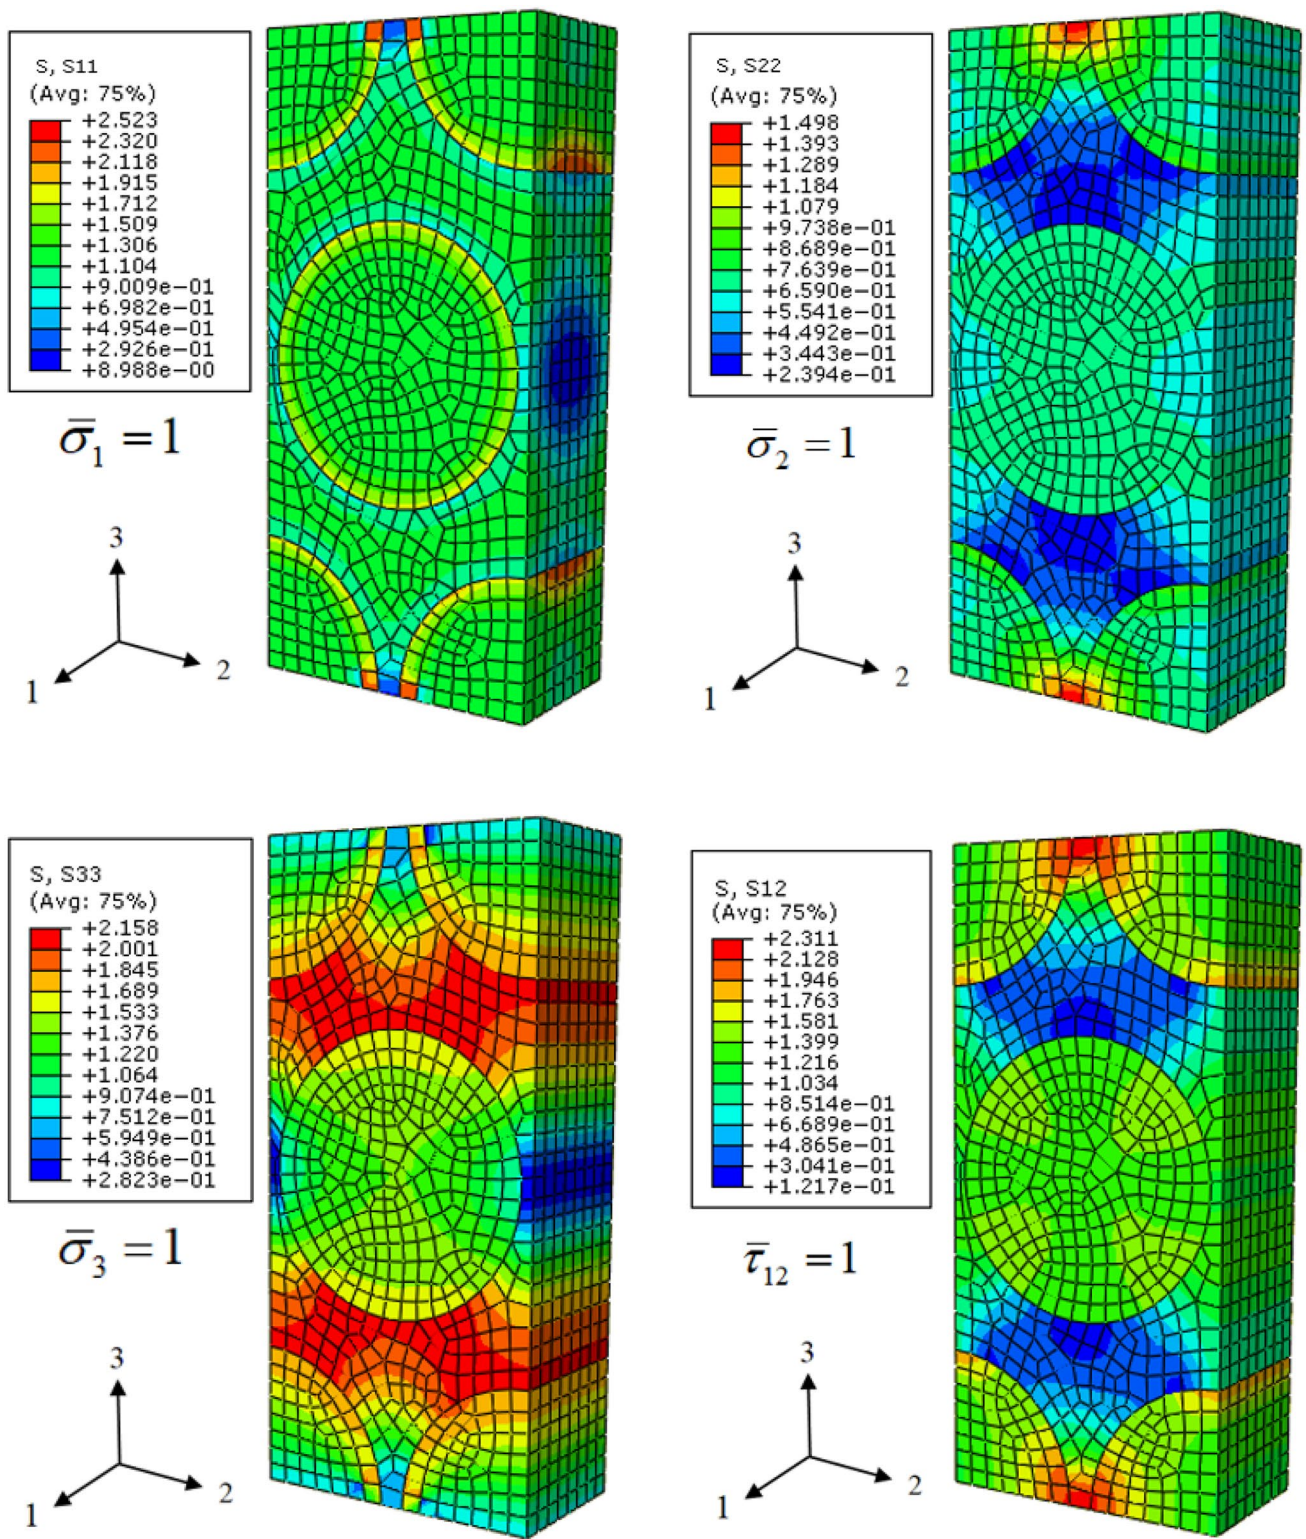 S, S11
(Avg: 75%)
+2.523
+2.320
+2.118
+1.915
+1.712
+1.509
+1.306
+1.104
+9.009e−01
+6.982e−01
+4.954e−01
+2.926e−01
+8.988e−00
σ̅₁ = 1
3
1
2
S, S22
(Avg: 75%)
+1.498
+1.393
+1.289
+1.184
+1.079
+9.738e−01
+8.689e−01
+7.639e−01
+6.590e−01
+5.541e−01
+4.492e−01
+3.443e−01
+2.394e−01
σ̅₂ = 1
3
1
2
S, S33
(Avg: 75%)
+2.158
+2.001
+1.845
+1.689
+1.533
+1.376
+1.220
+1.064
+9.074e−01
+7.512e−01
+5.949e−01
+4.386e−01
+2.823e−01
σ̅₃ = 1
3
1
2
S, S12
(Avg: 75%)
+2.311
+2.128
+1.946
+1.763
+1.581
+1.399
+1.216
+1.034
+8.514e−01
+6.689e−01
+4.865e−01
+3.041e−01
+1.217e−01
τ̅₁₂ = 1
3
1
2